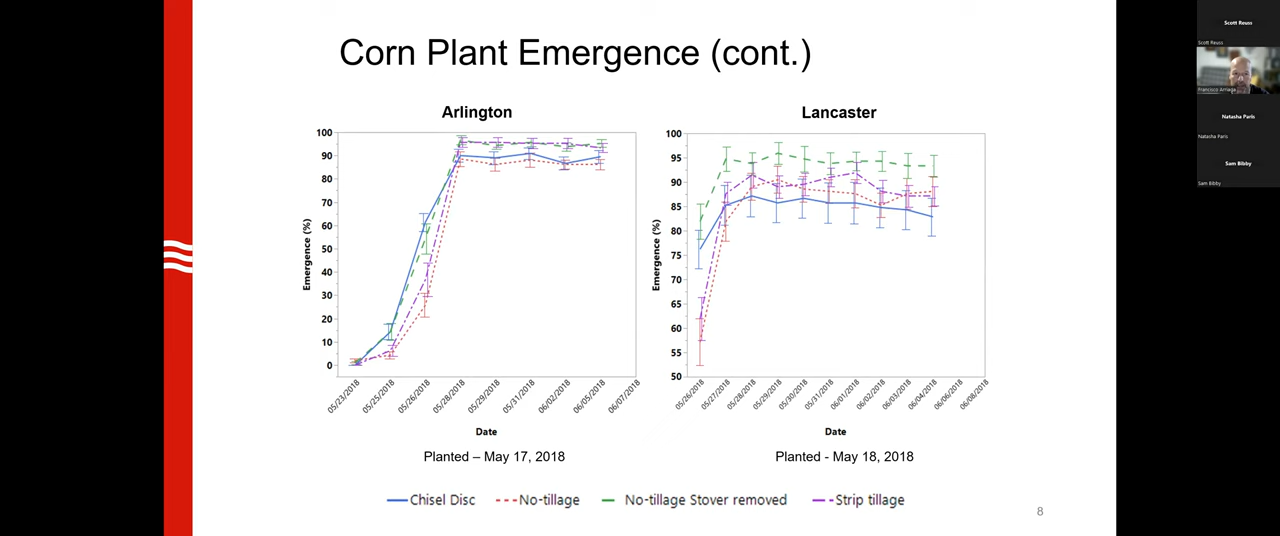 Corn Plant Emergence (cont.)
Arlington
Lancaster
Emergence (%)
100
90
80
70
60
50
40
30
20
10
0
05/23/2018
05/25/2018
05/26/2018
05/28/2018
05/29/2018
05/31/2018
06/02/2018
06/05/2018
06/07/2018
Date
Planted – May 17, 2018
Emergence (%)
100
95
90
85
80
75
70
65
60
55
50
05/26/2018
05/27/2018
05/28/2018
05/29/2018
05/30/2018
05/31/2018
06/01/2018
06/02/2018
06/03/2018
06/04/2018
06/06/2018
06/08/2018
Date
Planted - May 18, 2018
Chisel Disc No-tillage No-tillage Stover removed Strip tillage
8
Scott Reuss
Scott Reuss
Francisco Arriaga
Natasha Paris
Natasha Paris
Sam Bibby
Sam Bibby